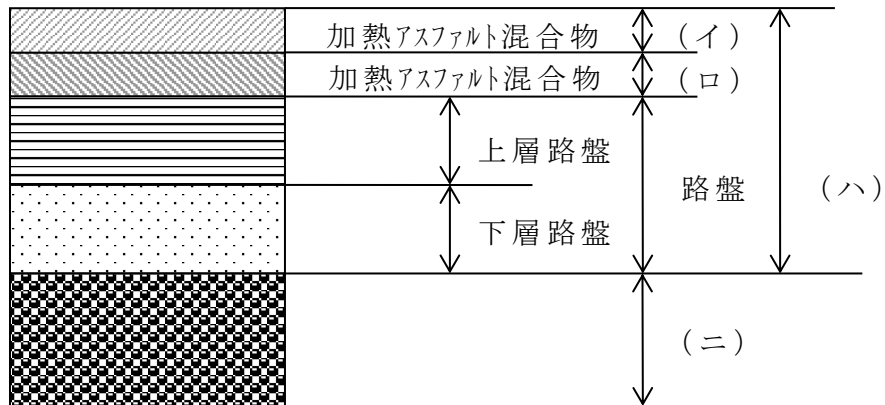 加熱アスファルト混合物 (イ)
加熱アスファルト混合物 (ロ)
上層路盤
路盤 (ハ)
下層路盤
(ニ)